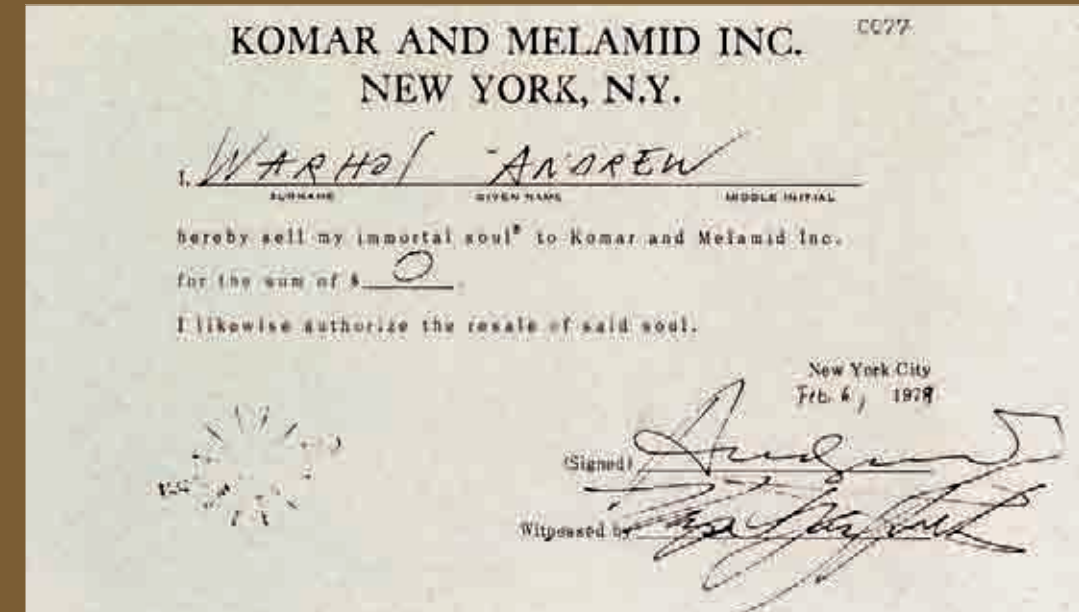 0077
KOMAR AND MELAMID INC.
NEW YORK, N.Y.
I, WARHOL ANDREW
SURNAME GIVEN NAME MIDDLE INITIAL
hereby sell my immortal soul* to Komar and Melamid Inc.
for the sum of $ 0.
I likewise authorize the resale of said soul.
New York City
Feb. 6, 1979
(Signed) Andrew
Witnessed by